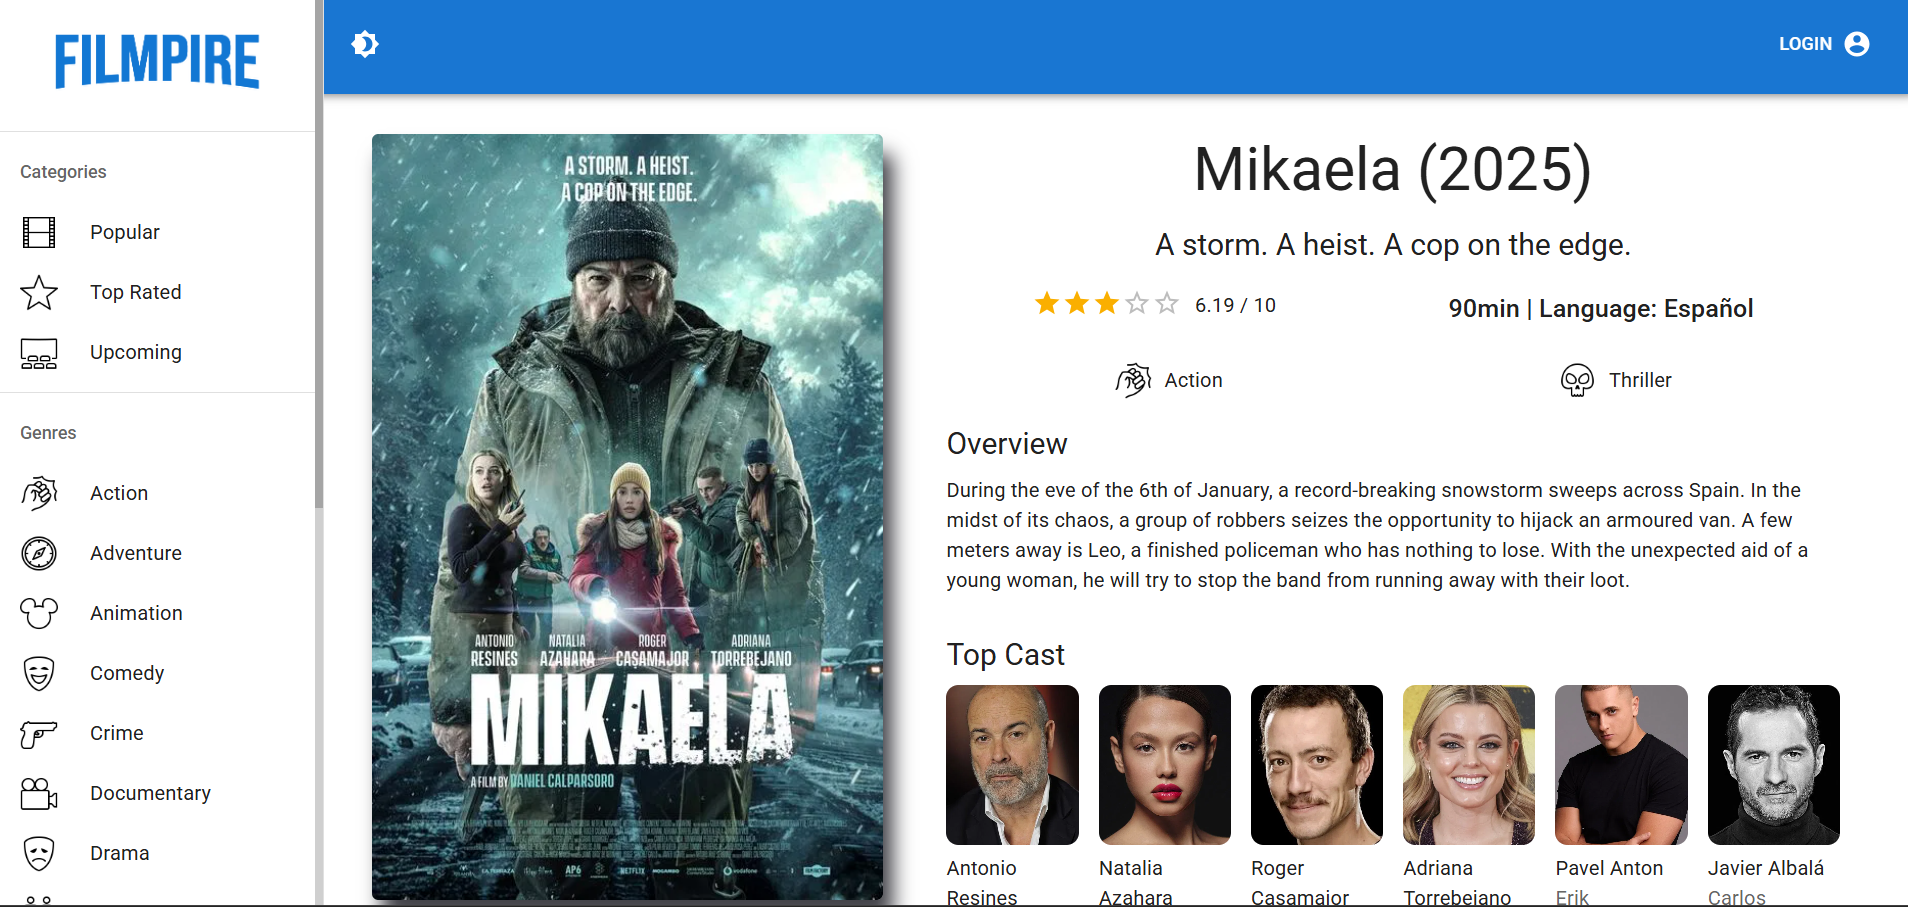 FILMPIRE
LOGIN
Categories
Popular
Top Rated
Upcoming
Genres
Action
Adventure
Animation
Comedy
Crime
Documentary
Drama
A STORM. A HEIST.
A COP ON THE EDGE.
ANTONIO RESINES
NATALIA AZAHARA
ROGER CASAMAJOR
ADRIANA TORREBEJANO
MIKAELA
A FILM BY DANIEL CALPARSORO
NETFLIX
vodafone
Mikaela (2025)
A storm. A heist. A cop on the edge.
6.19 / 10
90min | Language: Español
Action
Thriller
Overview
During the eve of the 6th of January, a record-breaking snowstorm sweeps across Spain. In the
midst of its chaos, a group of robbers seizes the opportunity to hijack an armoured van. A few
meters away is Leo, a finished policeman who has nothing to lose. With the unexpected aid of a
young woman, he will try to stop the band from running away with their loot.
Top Cast
Antonio
Resines
Natalia
Azahara
Roger
Casamajor
Adriana
Torrebejano
Pavel Anton
Erik
Javier Albalá
Carlos